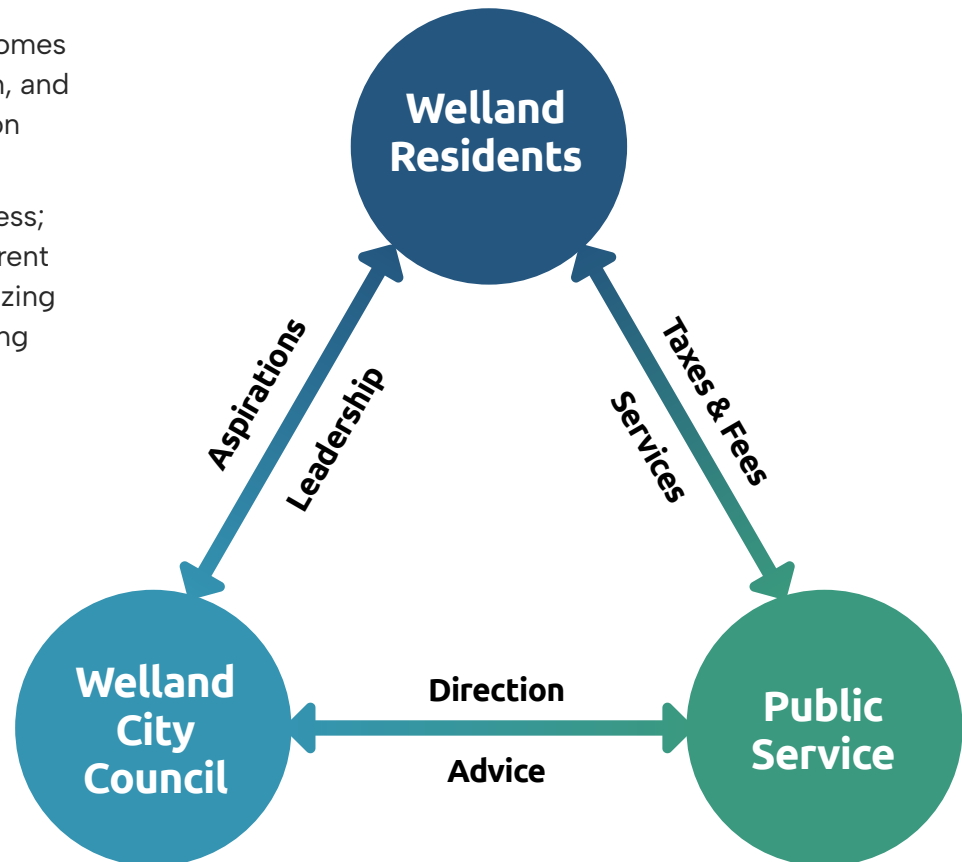 omes
, and
on
ess;
rent
zing
ng
Welland
Residents
Aspirations
Leadership
Taxes & Fees
Services
Welland
City
Council
Direction
Advice
Public
Service